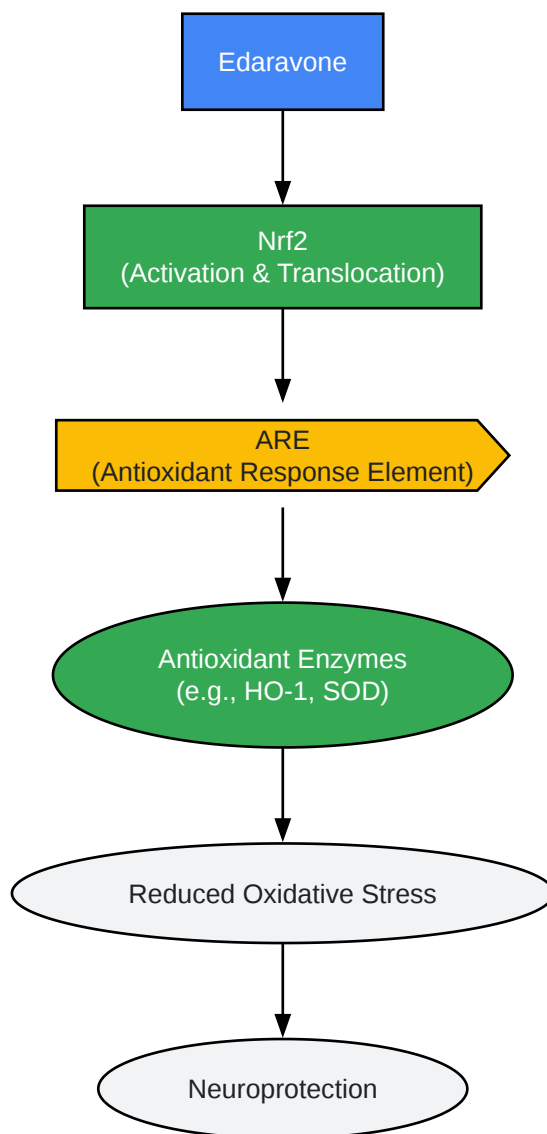 Edaravone
Nrf2
(Activation & Translocation)
ARE
(Antioxidant Response Element)
Antioxidant Enzymes
(e.g., HO-1, SOD)
Reduced Oxidative Stress
Neuroprotection